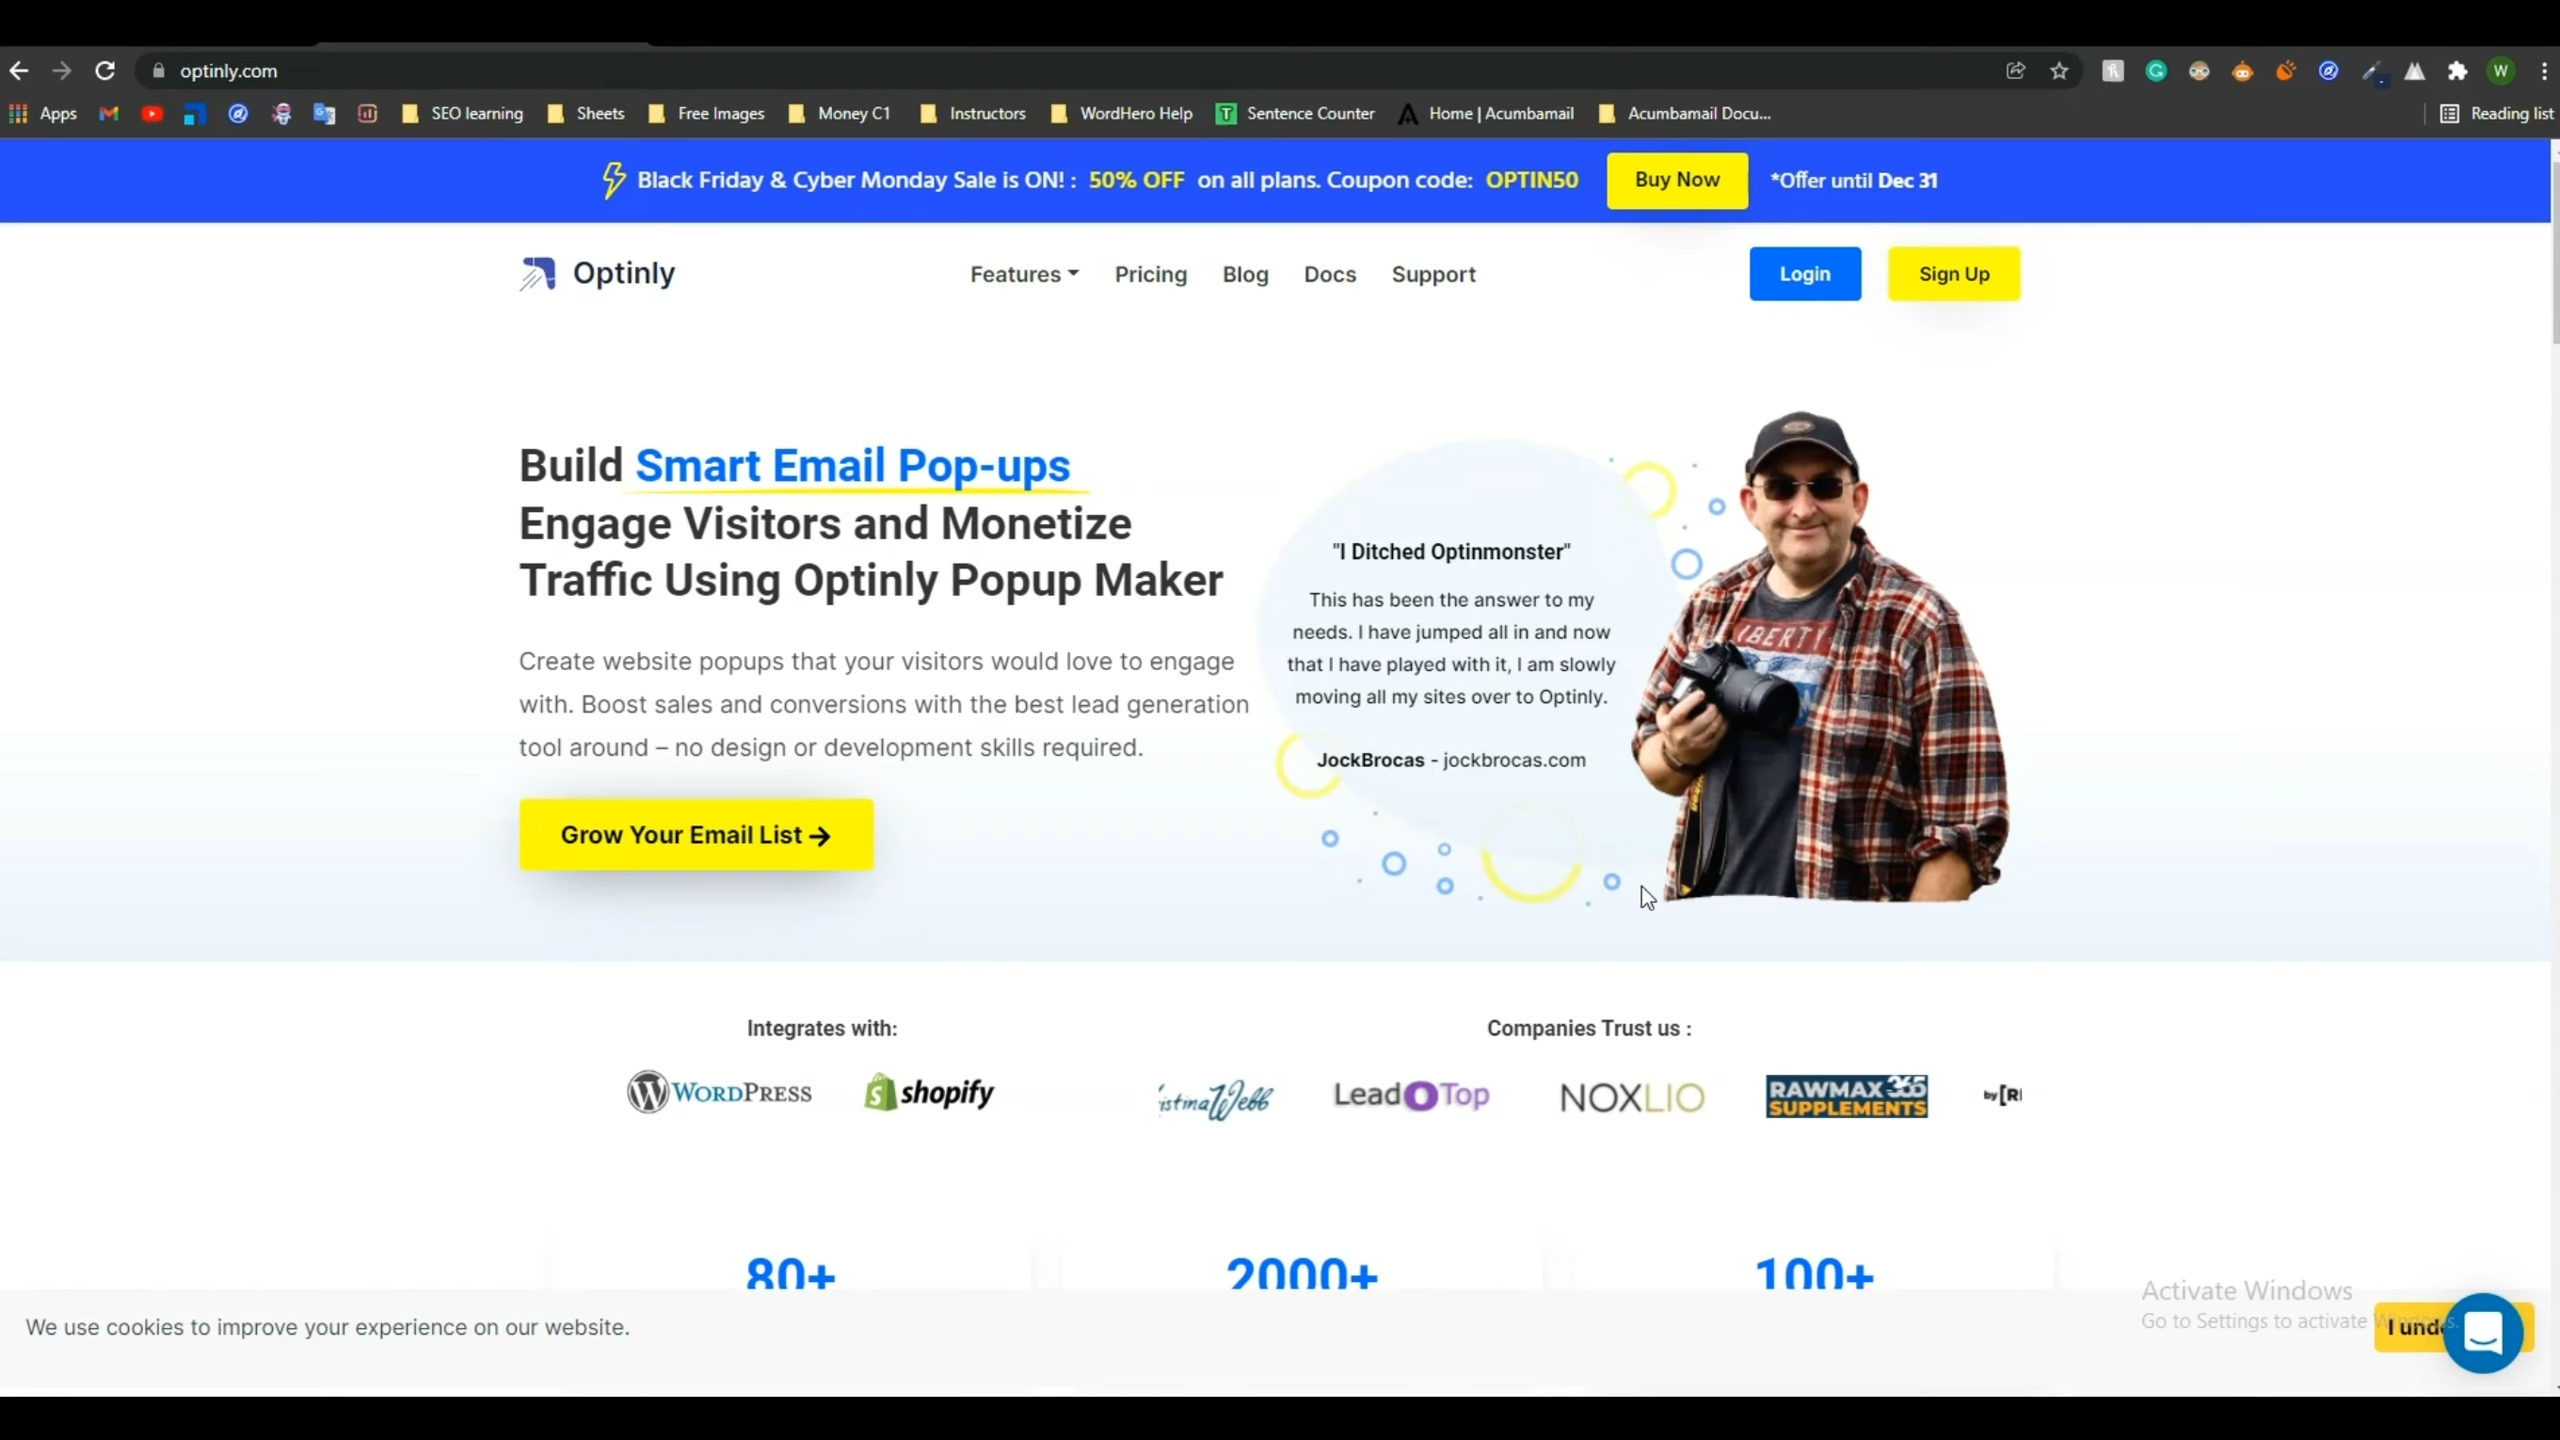 optinly.com
Apps
SEO learning
Sheets
Free Images
Money C1
Instructors
WordHero Help
Sentence Counter
Home | Acumbamail
Acumbamail Docu...
Reading list
W
Black Friday & Cyber Monday Sale is ON! : 50% OFF on all plans. Coupon code: OPTIN50
Buy Now
*Offer until Dec 31
Optinly
Features
Pricing
Blog
Docs
Support
Login
Sign Up
Build Smart Email Pop-ups
Engage Visitors and Monetize
Traffic Using Optinly Popup Maker
Create website popups that your visitors would love to engage
with. Boost sales and conversions with the best lead generation
tool around – no design or development skills required.
Grow Your Email List →
"I Ditched Optinmonster"
This has been the answer to my
needs. I have jumped all in and now
that I have played with it, I am slowly
moving all my sites over to Optinly.
JockBrocas - jockbrocas.com
LIBERTY
Integrates with:
WORDPRESS
shopify
Companies Trust us :
istinaWebb
LeadOTop
NOXLIO
RAWMAX 365
SUPPLEMENTS
by[R
80+
2000+
100+
We use cookies to improve your experience on our website.
Activate Windows
Go to Settings to activate Windows.
I und